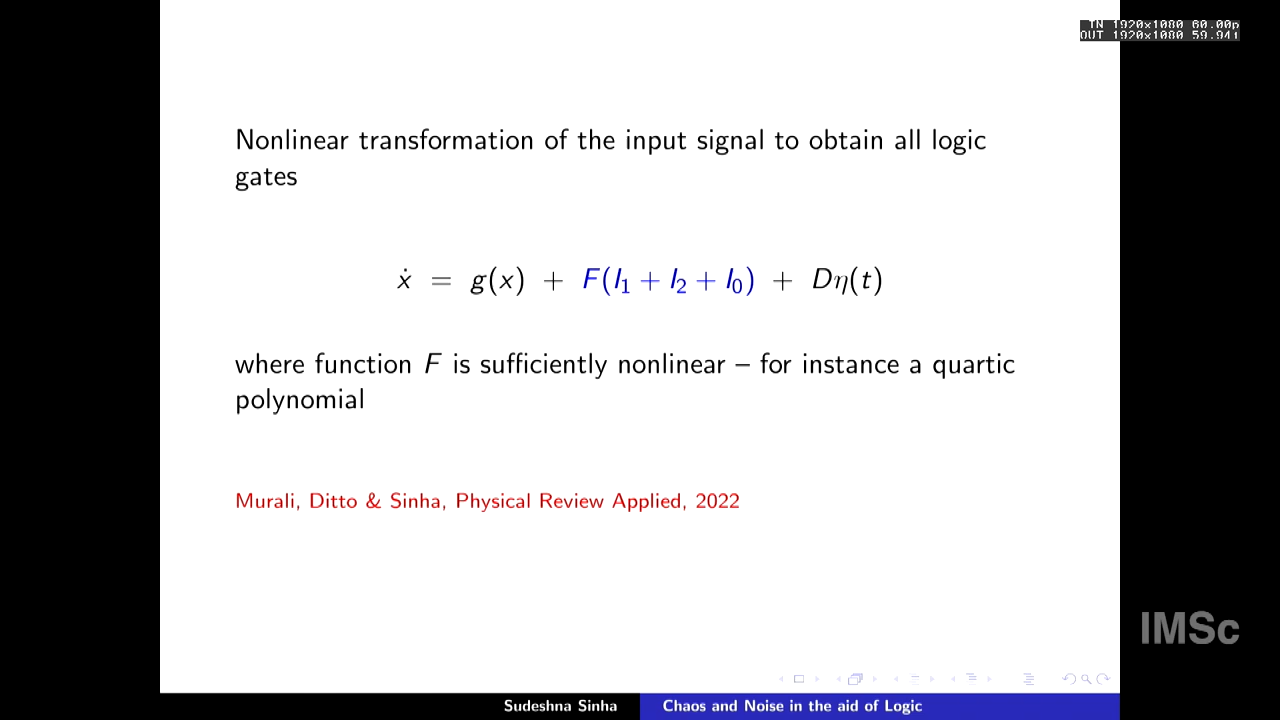 IN 1920x1080 60.00p
OUT 1920x1080 59.94i
Nonlinear transformation of the input signal to obtain all logic
gates
ẋ = g(x) + F(I₁ + I₂ + I₀) + Dη(t)
where function F is sufficiently nonlinear – for instance a quartic
polynomial
Murali, Ditto & Sinha, Physical Review Applied, 2022
IMSc
Sudeshna Sinha Chaos and Noise in the aid of Logic